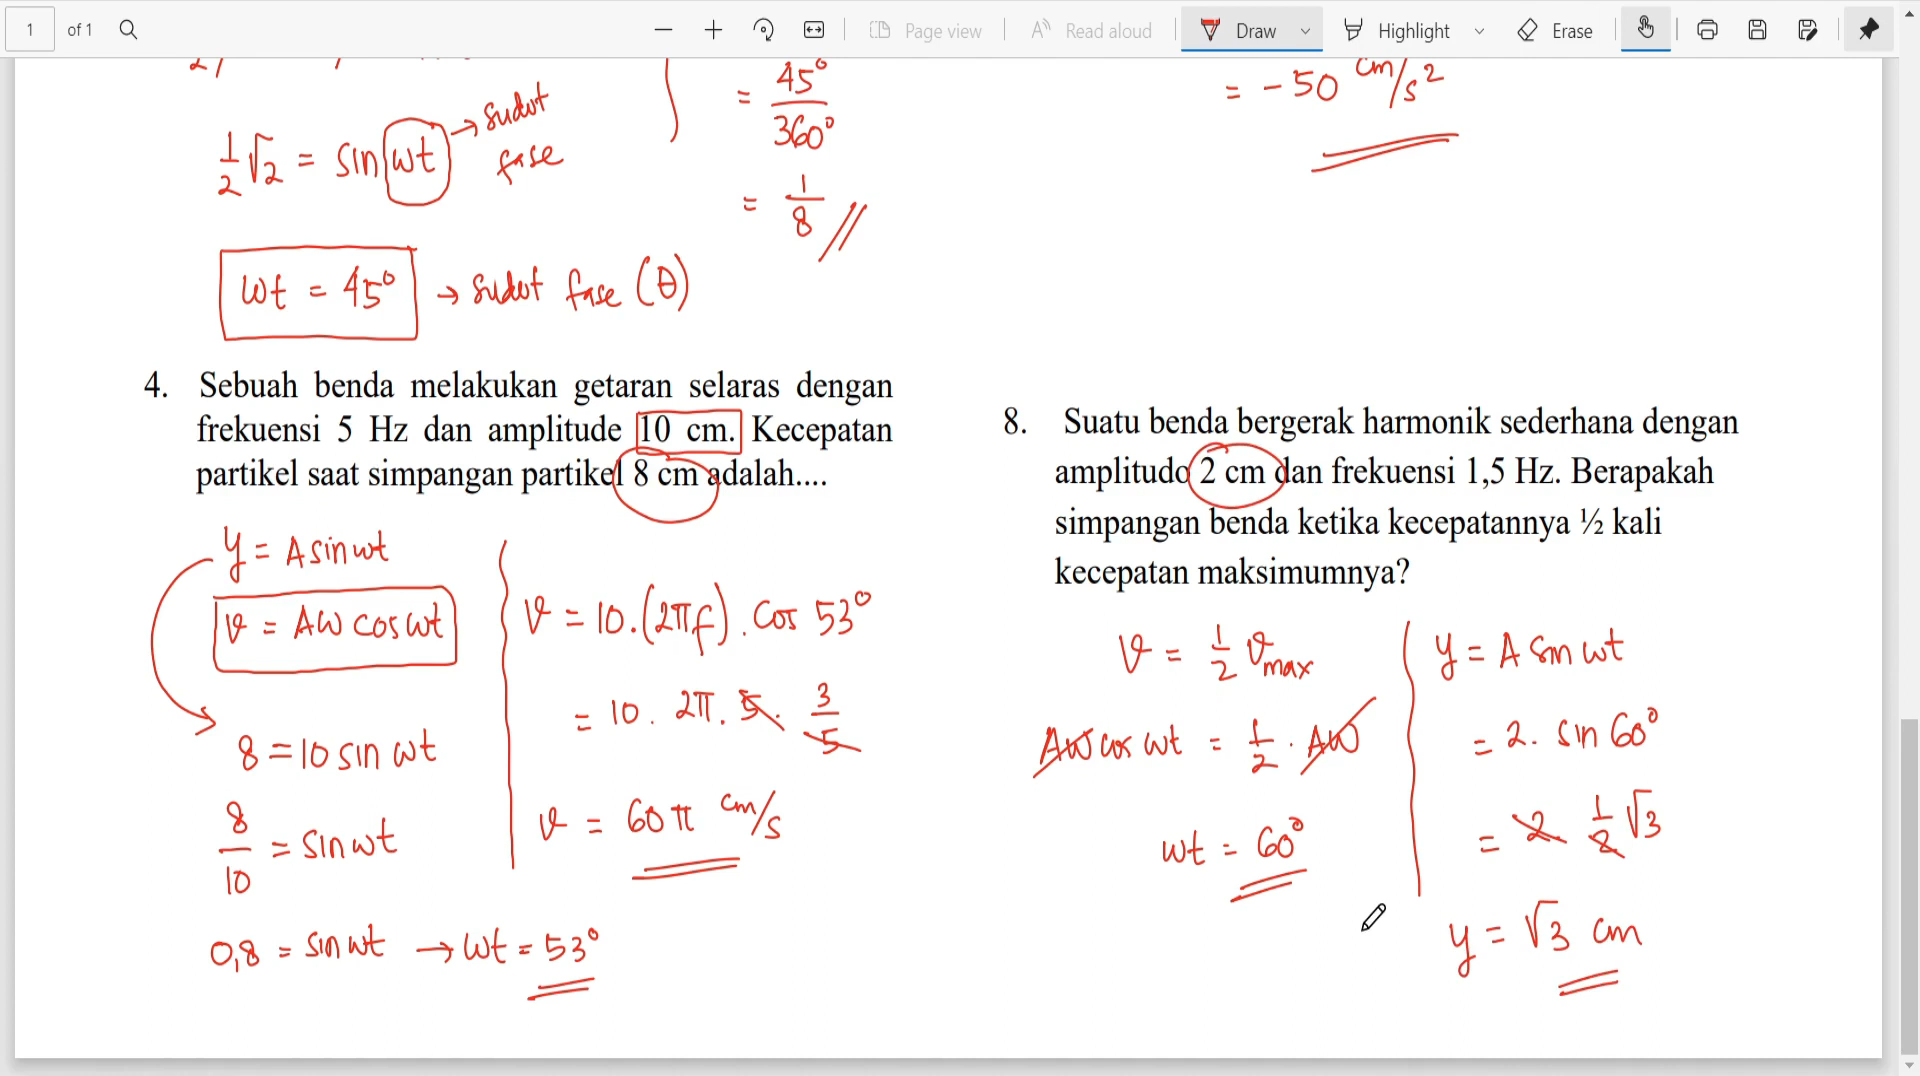 1 of 1 Page view Read aloud Draw Highlight Erase
= 45°/360°
½√2 = sin ωt → sudut fase
= 1/8 //
ωt = 45° → sudut fase (θ)
= -50 cm/s²
4. Sebuah benda melakukan getaran selaras dengan
frekuensi 5 Hz dan amplitude 10 cm. Kecepatan
partikel saat simpangan partikel 8 cm adalah....
y = A sin ωt
v = Aω cos ωt
8 = 10 sin ωt
8/10 = sin ωt
0,8 = sin ωt → ωt = 53°
v = 10.(2πf). cos 53°
= 10. 2π. 5. 3/5
v = 60π cm/s
8. Suatu benda bergerak harmonik sederhana dengan
amplitudo 2 cm dan frekuensi 1,5 Hz. Berapakah
simpangan benda ketika kecepatannya ½ kali
kecepatan maksimumnya?
v = ½ vmax
Aω cos ωt = ½ . Aω
ωt = 60°
y = A sin ωt
= 2. sin 60°
= 2 ½√3
y = √3 cm